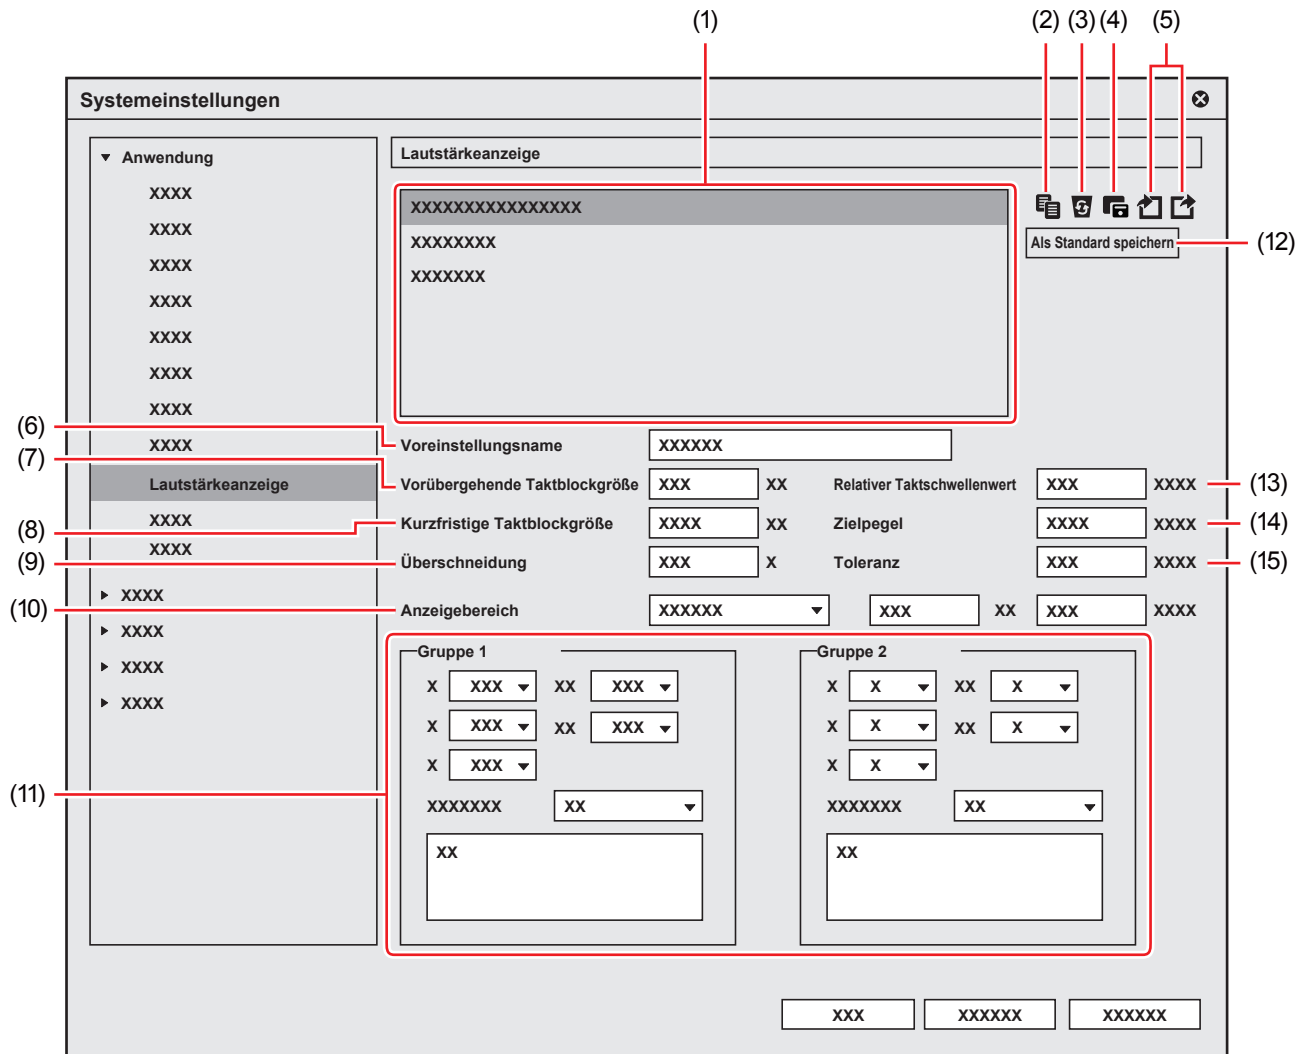 (1) (2) (3) (4) (5)
Systemeinstellungen
Anwendung
XXXX
XXXX
XXXX
XXXX
XXXX
XXXX
XXXX
XXXX
Lautstärkeanzeige
XXXX
XXXX
XXXX
XXXX
XXXX
XXXX
Lautstärkeanzeige
XXXXXXXXXXXXXXXX
XXXXXXXX
XXXXXXX
Als Standard speichern (12)
(6) Voreinstellungsname XXXXXX
(7) Vorübergehende Taktblockgröße XXX XX Relativer Taktschwellenwert XXX XXXX (13)
(8) Kurzfristige Taktblockgröße XXXX XX Zielpegel XXXX XXXX (14)
(9) Überschneidung XXX X Toleranz XXX XXXX (15)
(10) Anzeigebereich XXXXXX XXX XX XXX XXXX
(11)
Gruppe 1
X XXX XX XXX
X XXX XX XXX
X XXX
XXXXXXX XX
XX
Gruppe 2
X X XX X
X X XX X
X X
XXXXXXX XX
XX
XXX XXXXXX XXXXXX